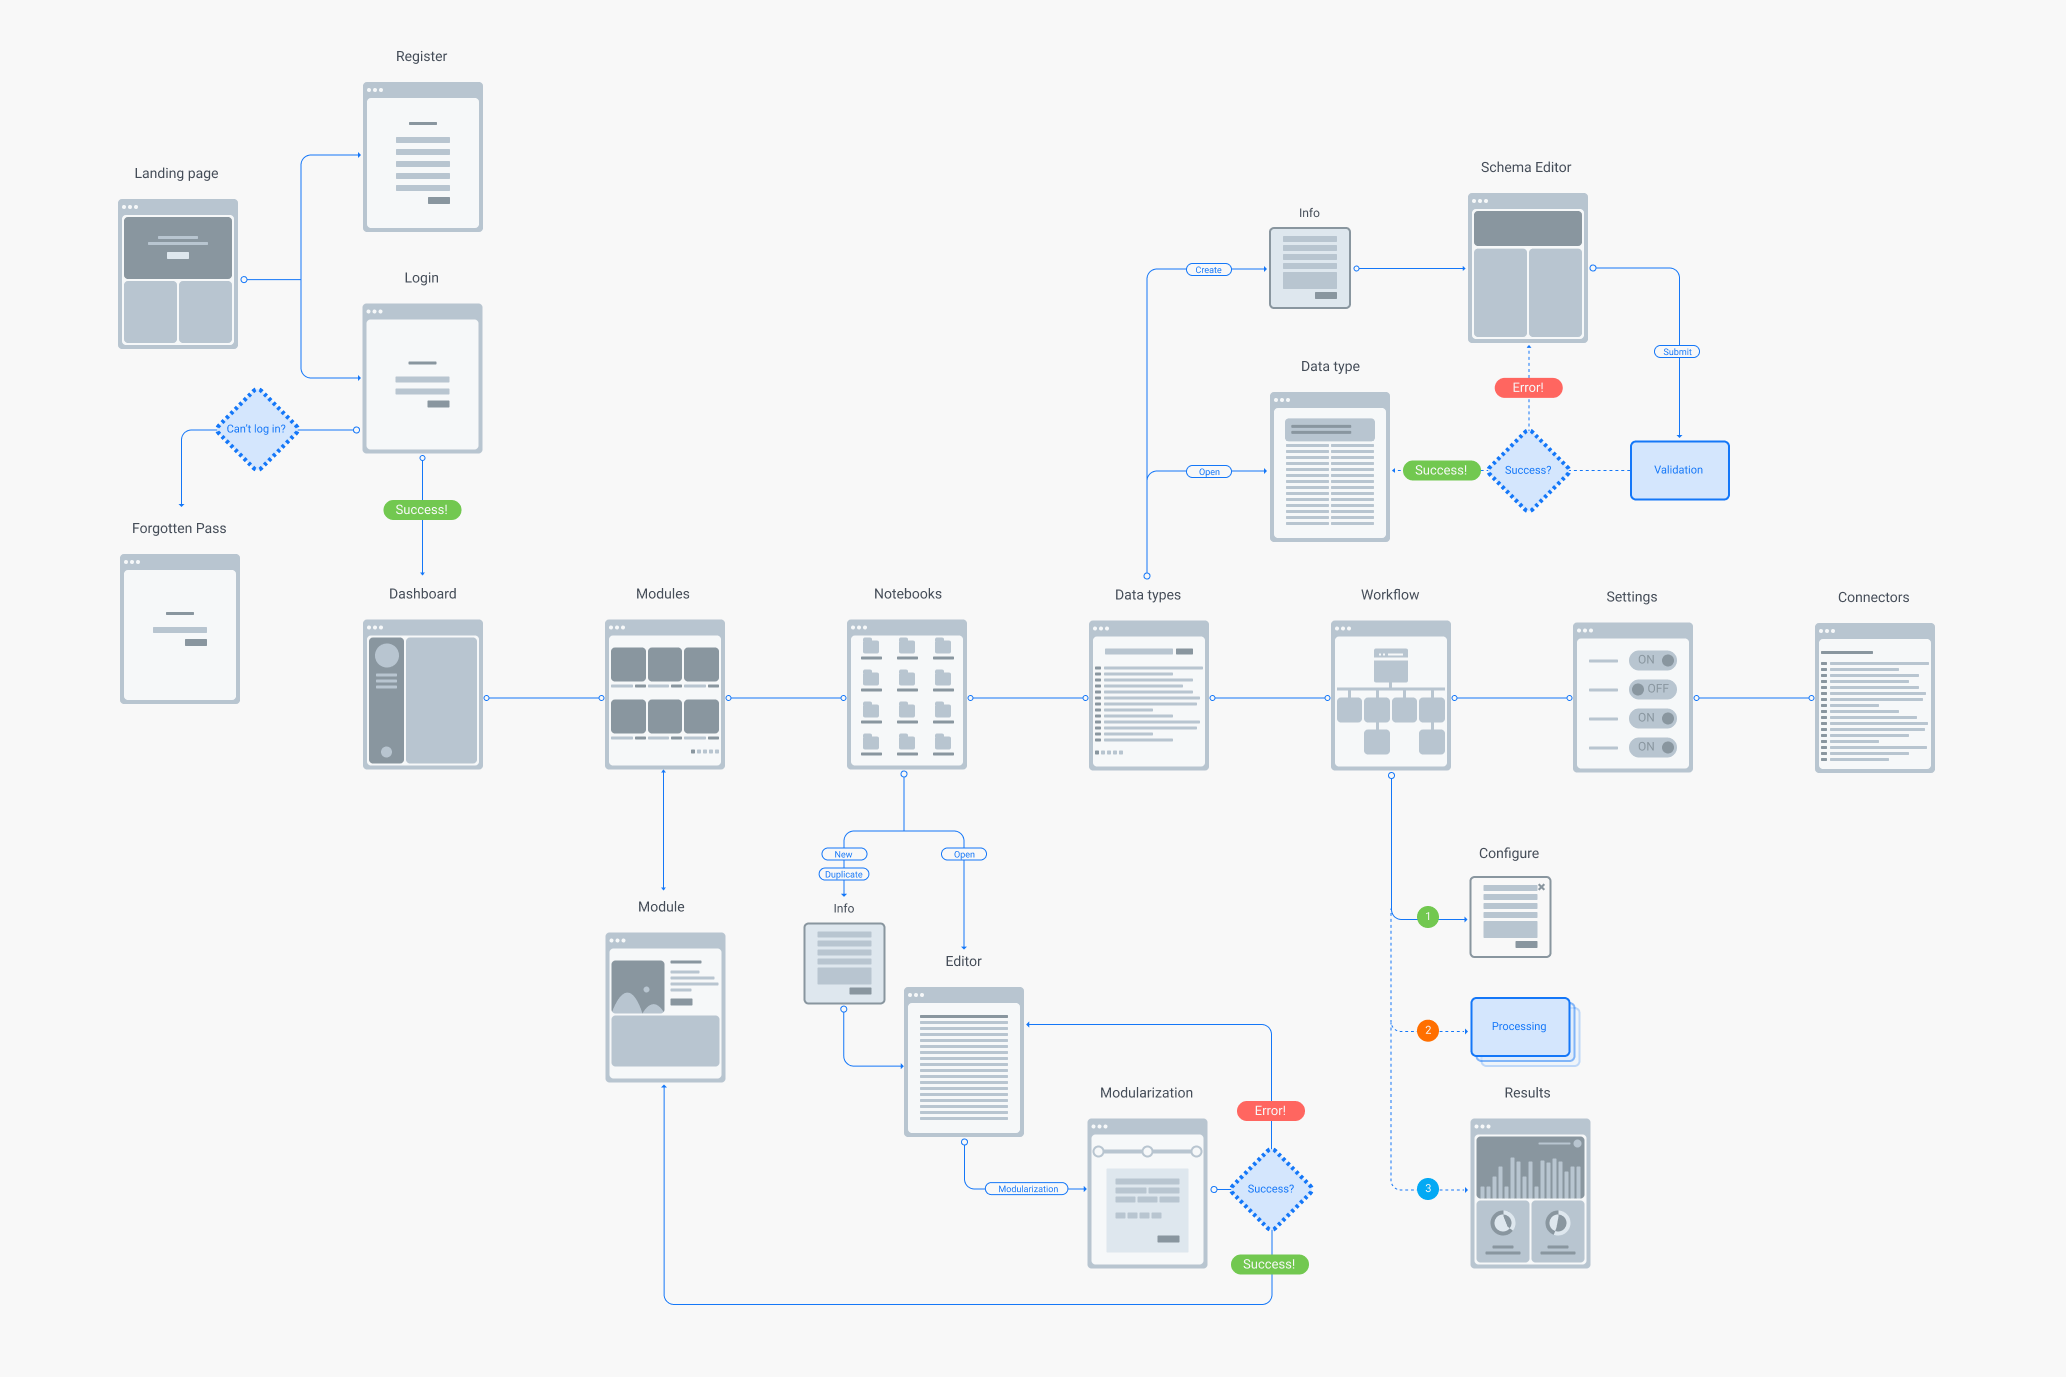 Register
Landing page
Login
Can't log in?
Success!
Forgotten Pass
Schema Editor
Info
Create
Submit
Data type
Error!
Open
Success!
Success?
Validation
Dashboard
Modules
Notebooks
Data types
Workflow
Settings
Connectors
ON
OFF
ON
ON
New
Open
Duplicate
Info
Module
Editor
Configure
1
2
Processing
Modularization
Results
Error!
Modularization
Success?
3
Success!